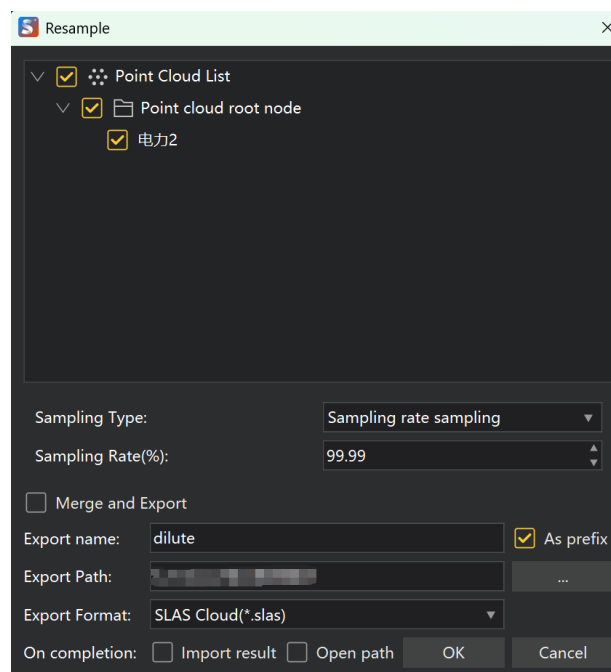 Resample
Point Cloud List
Point cloud root node
电力2
Sampling Type: Sampling rate sampling
Sampling Rate(%): 99.99
Merge and Export
Export name: dilute As prefix
Export Path: ...
Export Format: SLAS Cloud(*.slas)
On completion: Import result Open path OK Cancel